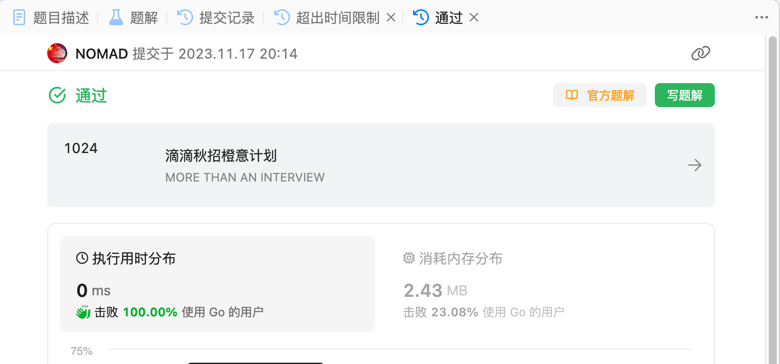 题目描述 题解 提交记录 超出时间限制 通过
NOMAD 提交于 2023.11.17 20:14
通过 官方题解 写题解
1024 滴滴秋招橙意计划
MORE THAN AN INTERVIEW
执行用时分布 消耗内存分布
0 ms 2.43 MB
击败 100.00% 使用 Go 的用户 击败 23.08% 使用 Go 的用户
75%